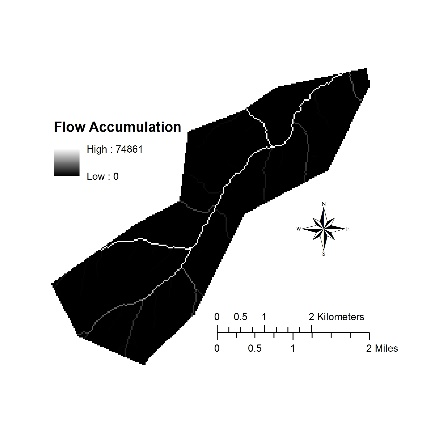 Flow Accumulation
High : 74861
Low : 0
N
W
S
0 0.5 1 2 Kilometers
0 0.5 1 2 Miles